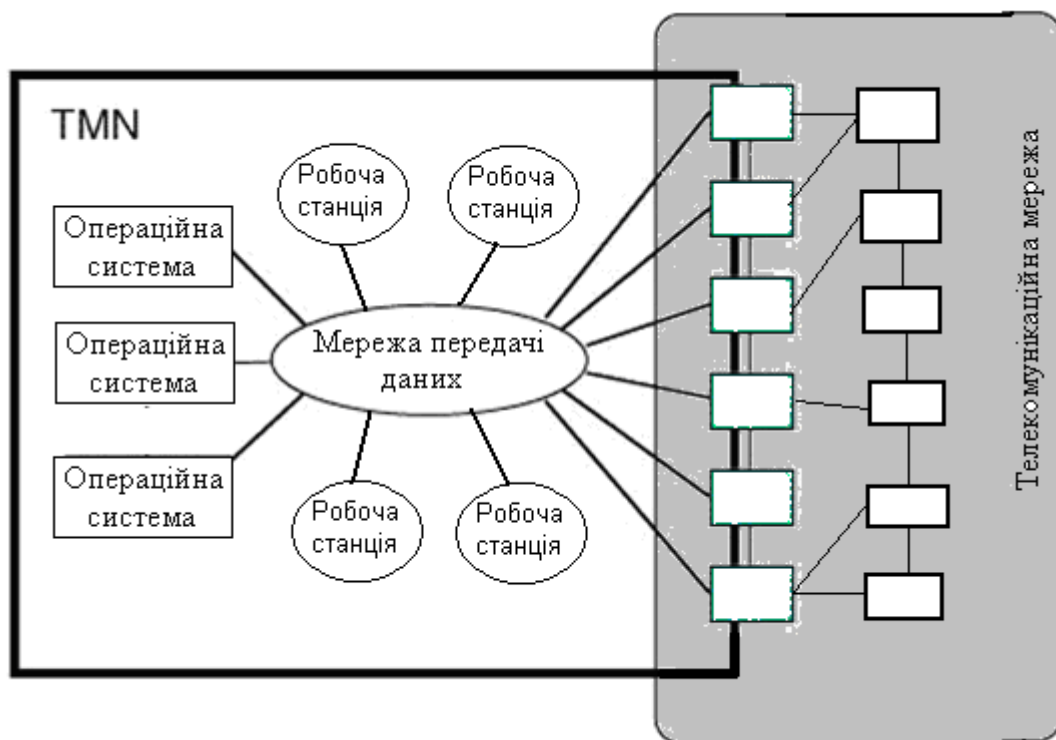 TMN
Робоча
станція
Робоча
станція
Операційна
система
Операційна
система
Операційна
система
Мережа передачі
даних
Робоча
станція
Робоча
станція
Телекомунікаційна мережа